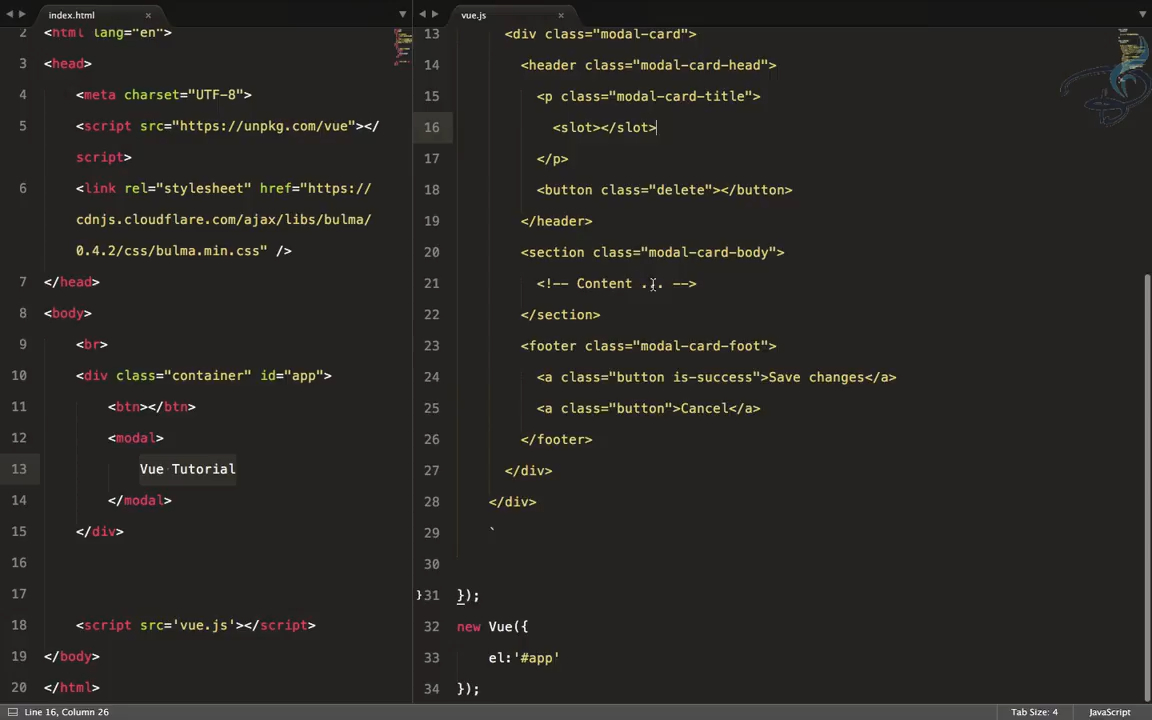 index.html
vue.js
2 <html lang="en">
3 <head>
4 <meta charset="UTF-8">
5 <script src="https://unpkg.com/vue"></
script>
6 <link rel="stylesheet" href="https://
cdnjs.cloudflare.com/ajax/libs/bulma/
0.4.2/css/bulma.min.css" />
7 </head>
8 <body>
9 <br>
10 <div class="container" id="app">
11 <btn></btn>
12 <modal>
13 Vue Tutorial
14 </modal>
15 </div>
16
17
18 <script src='vue.js'></script>
19 </body>
20 </html>
13 <div class="modal-card">
14 <header class="modal-card-head">
15 <p class="modal-card-title">
16 <slot></slot>
17 </p>
18 <button class="delete"></button>
19 </header>
20 <section class="modal-card-body">
21 <!-- Content ... -->
22 </section>
23 <footer class="modal-card-foot">
24 <a class="button is-success">Save changes</a>
25 <a class="button">Cancel</a>
26 </footer>
27 </div>
28 </div>
29 `
30
}31 });
32 new Vue({
33 el:'#app'
34 });
Line 16, Column 26
Tab Size: 4
JavaScript